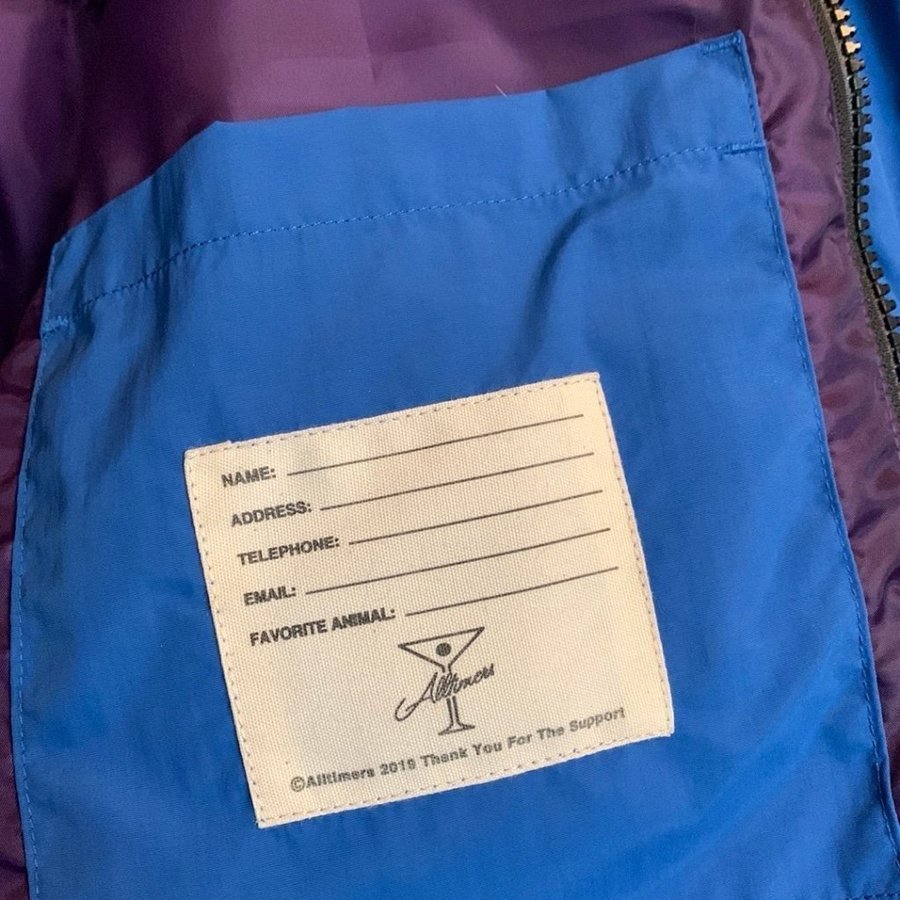 NAME:
ADDRESS:
TELEPHONE:
EMAIL:
FAVORITE ANIMAL:
Alltimers
©Alltimers 2019 Thank You For The Support